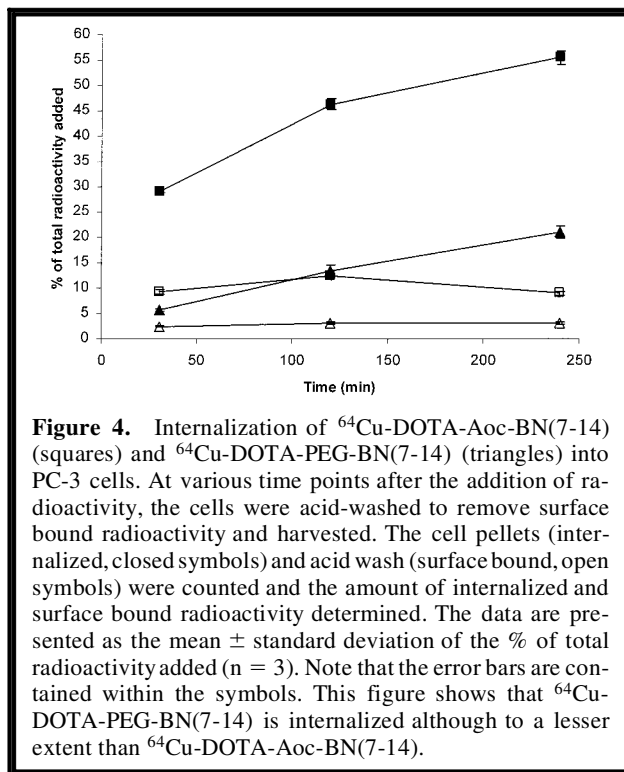 60
55
50
45
40
35
30
25
20
15
10
5
0
% of total radioactivity added
0 50 100 150 200 250
Time (min)
Figure 4. Internalization of ⁶⁴Cu-DOTA-Aoc-BN(7-14)
(squares) and ⁶⁴Cu-DOTA-PEG-BN(7-14) (triangles) into
PC-3 cells. At various time points after the addition of ra-
dioactivity, the cells were acid-washed to remove surface
bound radioactivity and harvested. The cell pellets (inter-
nalized, closed symbols) and acid wash (surface bound, open
symbols) were counted and the amount of internalized and
surface bound radioactivity determined. The data are pre-
sented as the mean ± standard deviation of the % of total
radioactivity added (n = 3). Note that the error bars are con-
tained within the symbols. This figure shows that ⁶⁴Cu-
DOTA-PEG-BN(7-14) is internalized although to a lesser
extent than ⁶⁴Cu-DOTA-Aoc-BN(7-14).